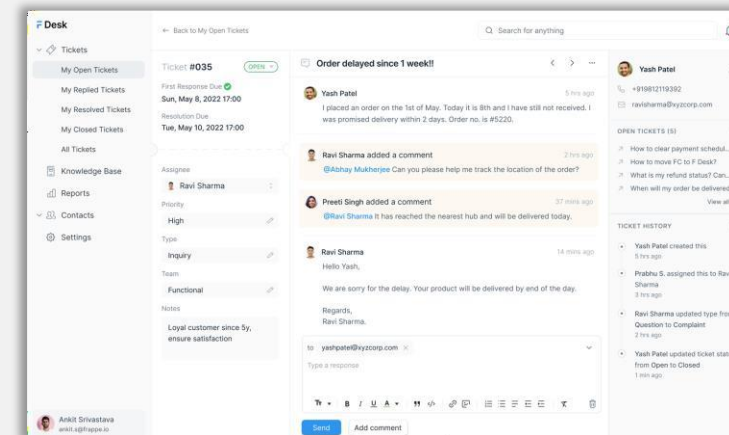 Desk
Tickets
My Open Tickets
My Replied Tickets
My Resolved Tickets
My Closed Tickets
All Tickets
Knowledge Base
Reports
Contacts
Settings
Ankit Srivastava
ankit.a@frappe.io
← Back to My Open Tickets
Search for anything
Ticket #035
OPEN
First Response Due
Sun, May 8, 2022 17:00
Resolution Due
Tue, May 10, 2022 17:00
Assignee
Ravi Sharma
Priority
High
Type
Inquiry
Team
Functional
Notes
Loyal customer since 5y,
ensure satisfaction
Order delayed since 1 week!!
Yash Patel 5 hrs ago
I placed an order on the 1st of May. Today it is 8th and I have still not received. I
was promised delivery within 2 days. Order no. is #5220.
Ravi Sharma added a comment 2 hrs ago
@Abhay Mukherjee Can you please help me track the location of the order?
Preeti Singh added a comment 37 mins ago
@Ravi Sharma It has reached the nearest hub and will be delivered today.
Ravi Sharma 14 mins ago
Hello Yash,
We are sorry for the delay. Your product will be delivered by end of the day.
Regards,
Ravi Sharma.
to yashpatel@xyzcorp.com ×
Type a response
Send Add comment
Yash Patel
+919812119392
ravisharma@xyzcorp.com
OPEN TICKETS (5)
How to clear payment schedul...
How to move FC to F Desk?
What is my refund status? Can...
When will my order be delivered
View all
TICKET HISTORY
Yash Patel created this
5 hrs ago
Prabhu S. assigned this to Ravi
Sharma
3 hrs ago
Ravi Sharma updated type from
Question to Complaint
2 hrs ago
Yash Patel updated ticket stat
from Open to Closed
1 min ago